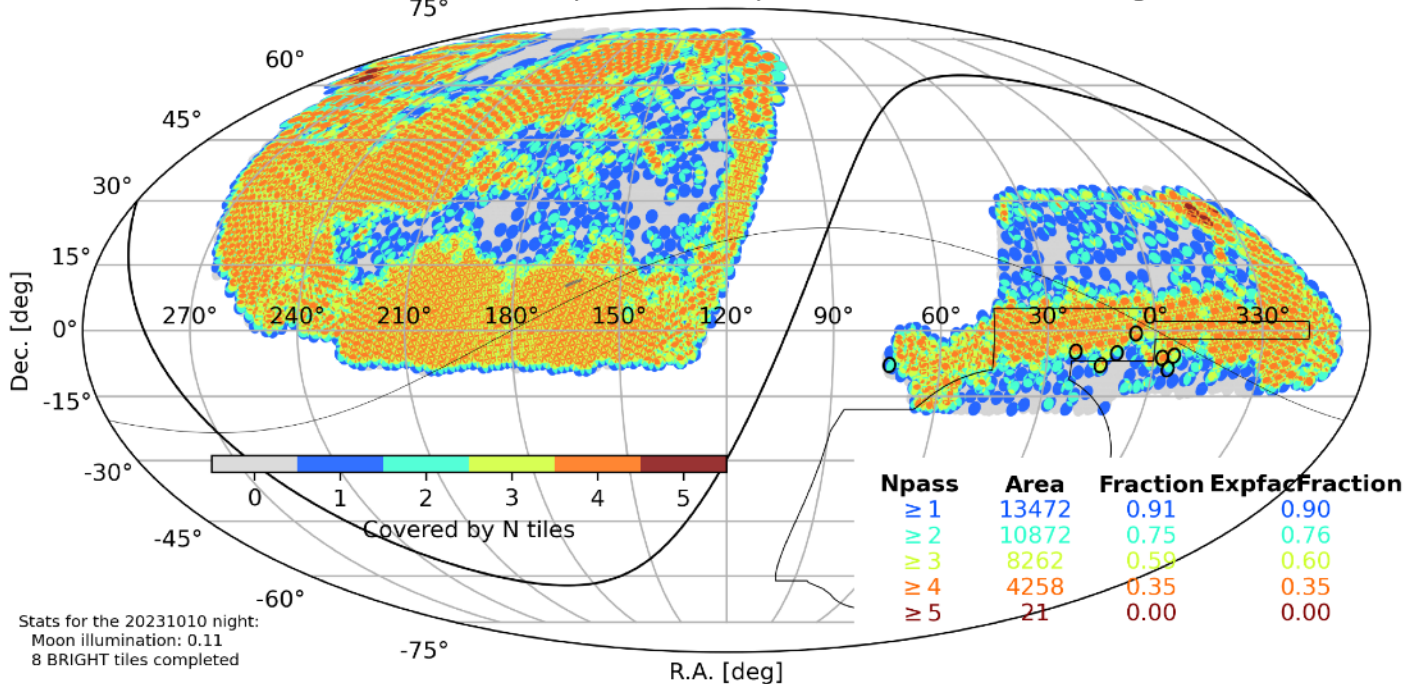 75°
60°
45°
30°
15°
0°
-15°
-30°
-45°
-60°
-75°
Dec. [deg]
270° 240° 210° 180° 150° 120° 90° 60° 30° 0° 330°
0 1 2 3 4 5
Covered by N tiles
Npass Area Fraction ExpfacFraction
≥ 1 13472 0.91 0.90
≥ 2 10872 0.75 0.76
≥ 3 8262 0.59 0.60
≥ 4 4258 0.35 0.35
≥ 5 21 0.00 0.00
Stats for the 20231010 night:
Moon illumination: 0.11
8 BRIGHT tiles completed
R.A. [deg]